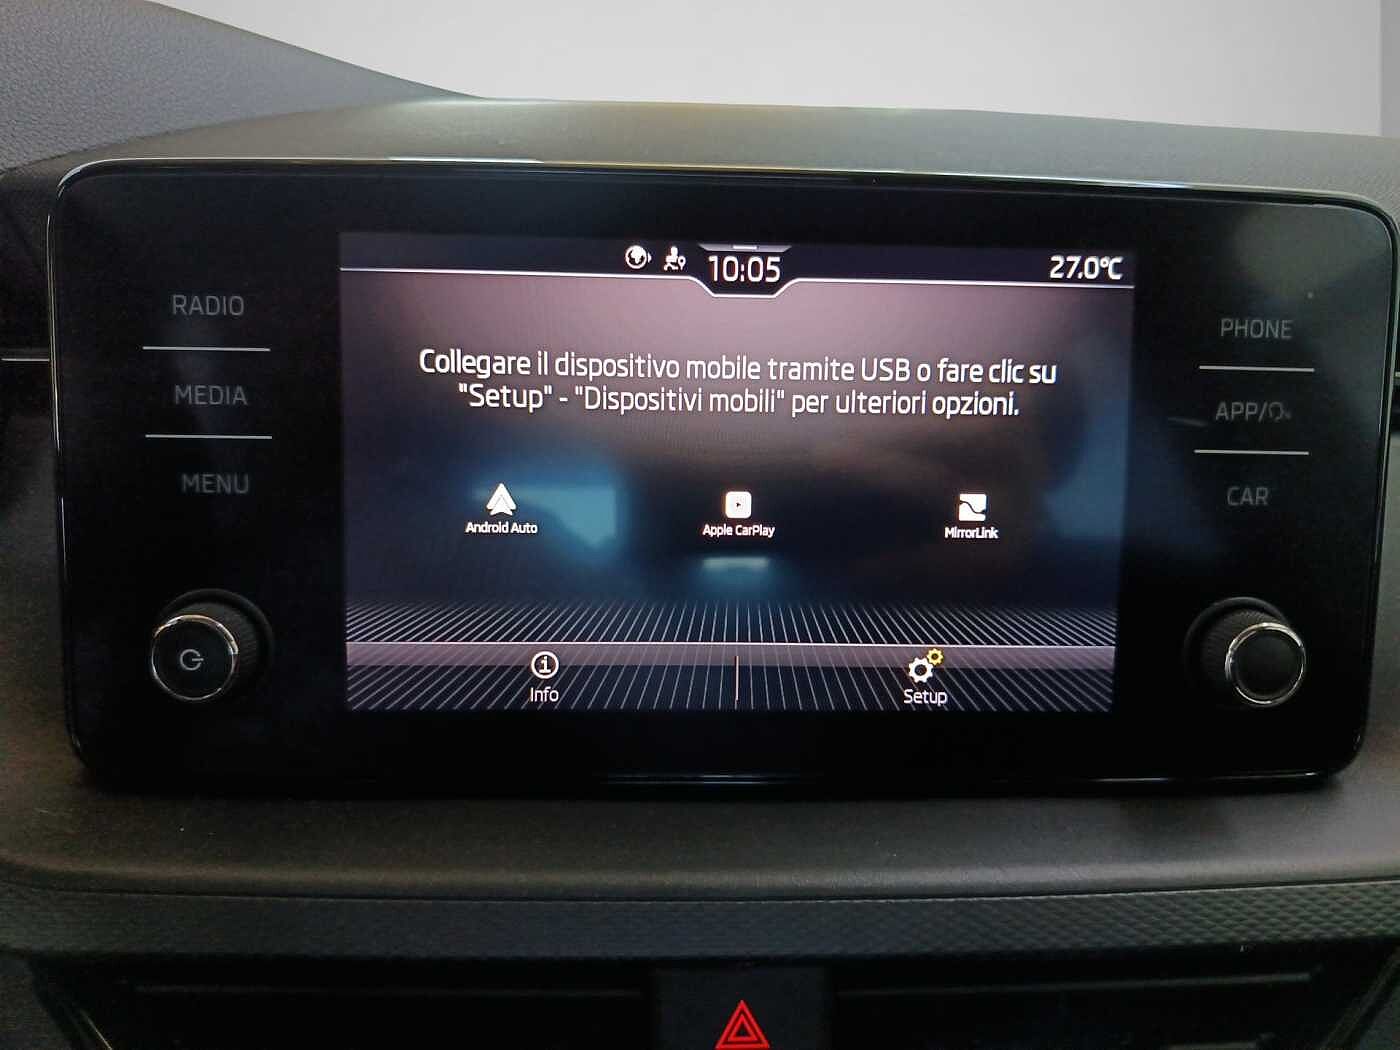 10:05
27.0°C
RADIO
MEDIA
MENU
Collegare il dispositivo mobile tramite USB o fare clic su
"Setup" - "Dispositivi mobili" per ulteriori opzioni.
Android Auto
Apple CarPlay
MirrorLink
Info
Setup
PHONE
APP/
CAR